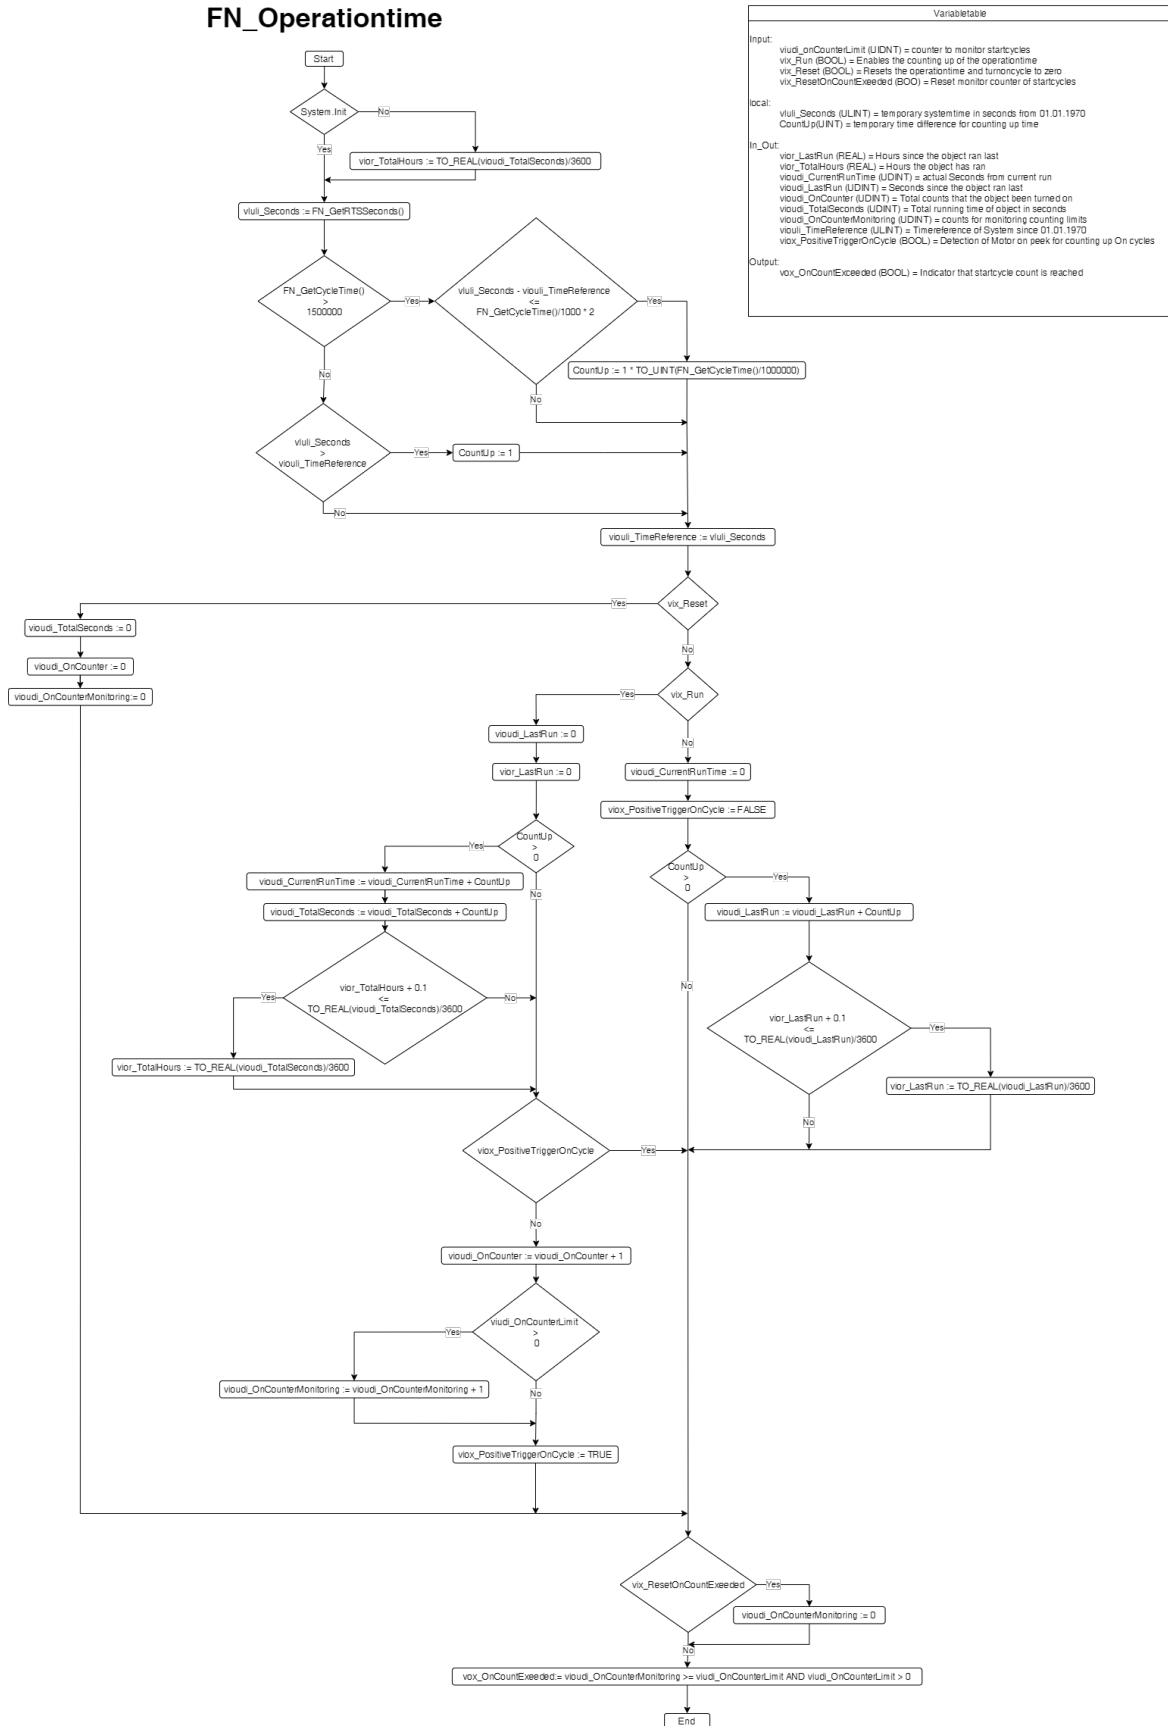 FN_Operationtime
Variabletable
Input:
viudi_onCounterLimit (UIDNT) = counter to monitor startcycles
vix_Run (BOOL) = Enables the counting up of the operationtime
vix_Reset (BOOL) = Resets the operationtime and turnoncycle to zero
vix_ResetOnCountExceeded (BOO) = Reset monitor counter of startcycles
local:
vluli_Seconds (ULINT) = temporary systemtime in seconds from 01.01.1970
CountUp(UINT) = temporary time difference for counting up time
In_Out:
vior_LastRun (REAL) = Hours since the object ran last
vior_TotalHours (REAL) = Hours the object has ran
vioudi_CurrentRunTime (UDINT) = actual Seconds from current run
vioudi_LastRun (UDINT) = Seconds since the object ran last
vioudi_OnCounter (UDINT) = Total counts that the object been turned on
vioudi_TotalSeconds (UDINT) = Total running time of object in seconds
vioudi_OnCounterMonitoring (UDINT) = counts for monitoring counting limits
viouli_TimeReference (ULINT) = Timereference of System since 01.01.1970
viox_PositiveTriggerOnCycle (BOOL) = Detection of Motor on peek for counting up On cycles
Output:
vox_OnCountExceeded (BOOL) = Indicator that startcycle count is reached
Start
System.Init
No
Yes
vior_TotalHours := TO_REAL(vioudi_TotalSeconds)/3600
vluli_Seconds := FN_GetRTSSeconds()
FN_GetCycleTime()
>
1500000
Yes
vluli_Seconds - viouli_TimeReference
<=
FN_GetCycleTime()/1000 * 2
Yes
No
CountUp := 1 * TO_UINT(FN_GetCycleTime()/1000000)
No
vluli_Seconds
>
viouli_TimeReference
Yes
CountUp := 1
No
viouli_TimeReference := vluli_Seconds
vix_Reset
Yes
No
vioudi_TotalSeconds := 0
vioudi_OnCounter := 0
vioudi_OnCounterMonitoring:= 0
vix_Run
Yes
No
vioudi_LastRun := 0
vior_LastRun := 0
vioudi_CurrentRunTime := 0
viox_PositiveTriggerOnCycle := FALSE
CountUp
>
0
Yes
No
CountUp
>
0
Yes
No
vioudi_CurrentRunTime := vioudi_CurrentRunTime + CountUp
vioudi_TotalSeconds := vioudi_TotalSeconds + CountUp
vioudi_LastRun := vioudi_LastRun + CountUp
vior_TotalHours + 0.1
<=
TO_REAL(vioudi_TotalSeconds)/3600
Yes
No
vior_LastRun + 0.1
<=
TO_REAL(vioudi_LastRun)/3600
Yes
No
vior_TotalHours := TO_REAL(vioudi_TotalSeconds)/3600
vior_LastRun := TO_REAL(vioudi_LastRun)/3600
viox_PositiveTriggerOnCycle
Yes
No
vioudi_OnCounter := vioudi_OnCounter + 1
viudi_OnCounterLimit
>
0
Yes
No
vioudi_OnCounterMonitoring := vioudi_OnCounterMonitoring + 1
viox_PositiveTriggerOnCycle := TRUE
vix_ResetOnCountExeeded
Yes
vioudi_OnCounterMonitoring := 0
No
vox_OnCountExeeded:= vioudi_OnCounterMonitoring >= viudi_OnCounterLimit AND viudi_OnCounterLimit > 0
End